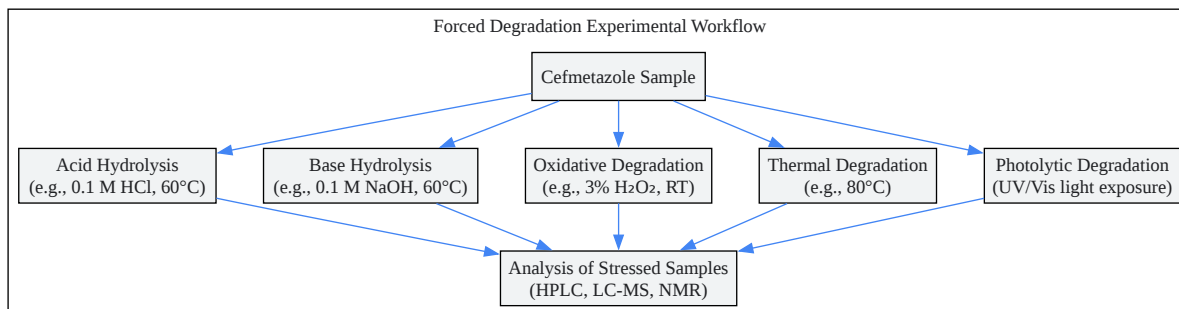 Forced Degradation Experimental Workflow
Cefmetazole Sample
Acid Hydrolysis
(e.g., 0.1 M HCl, 60°C)
Base Hydrolysis
(e.g., 0.1 M NaOH, 60°C)
Oxidative Degradation
(e.g., 3% H₂O₂, RT)
Thermal Degradation
(e.g., 80°C)
Photolytic Degradation
(UV/Vis light exposure)
Analysis of Stressed Samples
(HPLC, LC-MS, NMR)